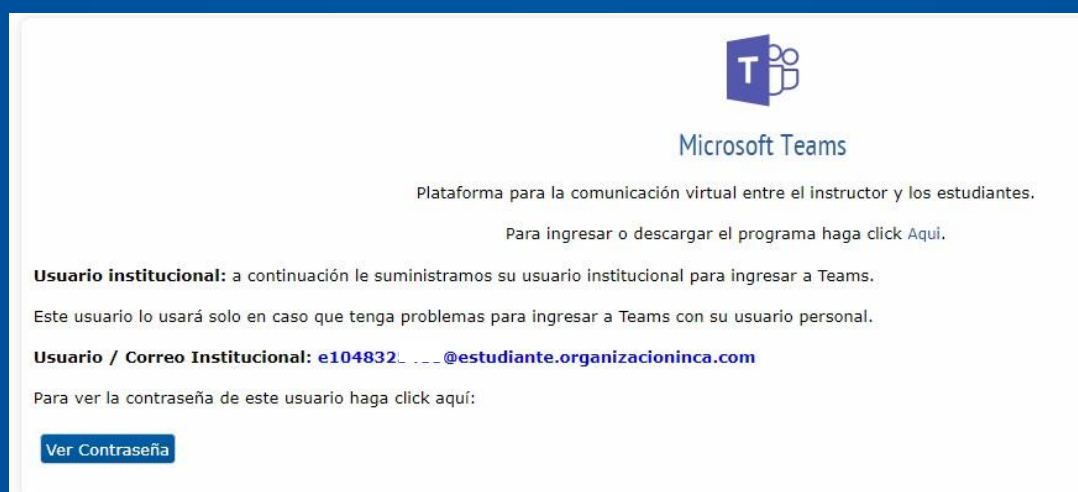 T
Microsoft Teams
Plataforma para la comunicación virtual entre el instructor y los estudiantes.
Para ingresar o descargar el programa haga click Aqui.
Usuario institucional: a continuación le suministramos su usuario institucional para ingresar a Teams.
Este usuario lo usará solo en caso que tenga problemas para ingresar a Teams con su usuario personal.
Usuario / Correo Institucional: e104832 @estudiante.organizacioninca.com
Para ver la contraseña de este usuario haga click aquí:
Ver Contraseña